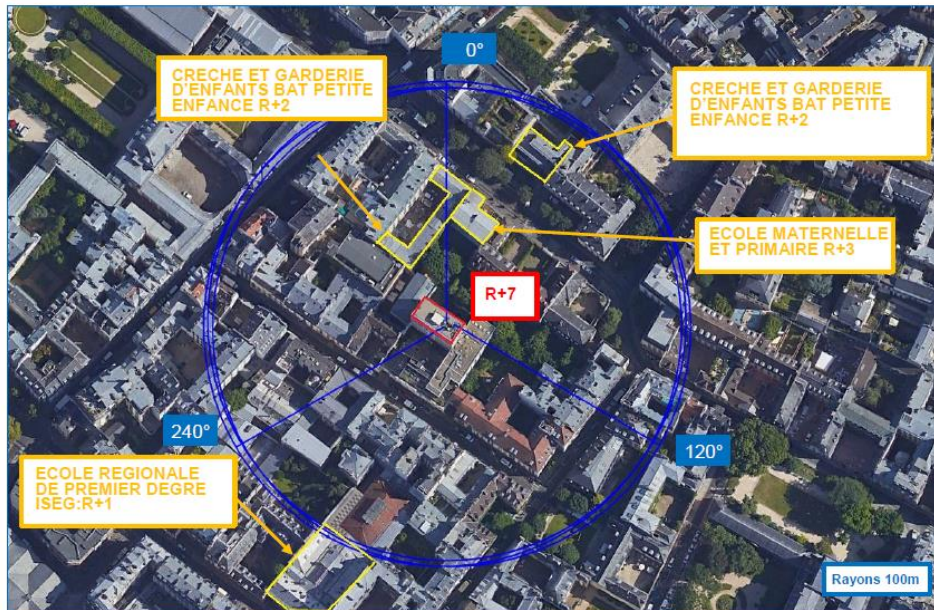 0°
CRECHE ET GARDERIE
D'ENFANTS BAT PETITE
ENFANCE R+2
CRECHE ET GARDERIE
D'ENFANTS BAT PETITE
ENFANCE R+2
ECOLE MATERNELLE
ET PRIMAIRE R+3
R+7
240°
120°
ECOLE REGIONALE
DE PREMIER DEGRE
ISEG:R+1
Rayons 100m